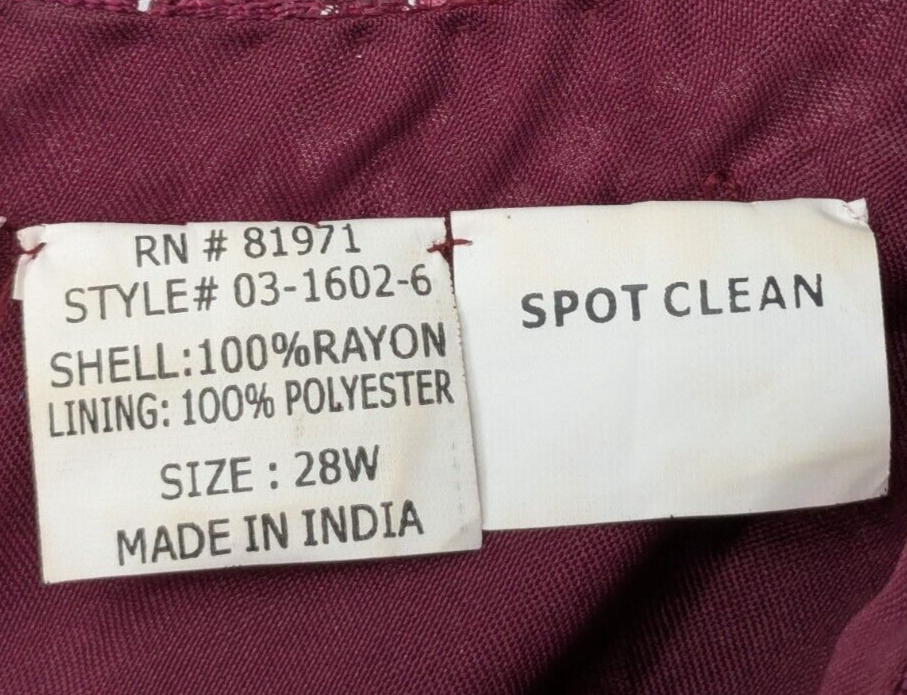 RN # 81971
STYLE# 03-1602-6
SHELL:100%RAYON
LINING: 100% POLYESTER
SIZE : 28W
MADE IN INDIA
SPOT CLEAN